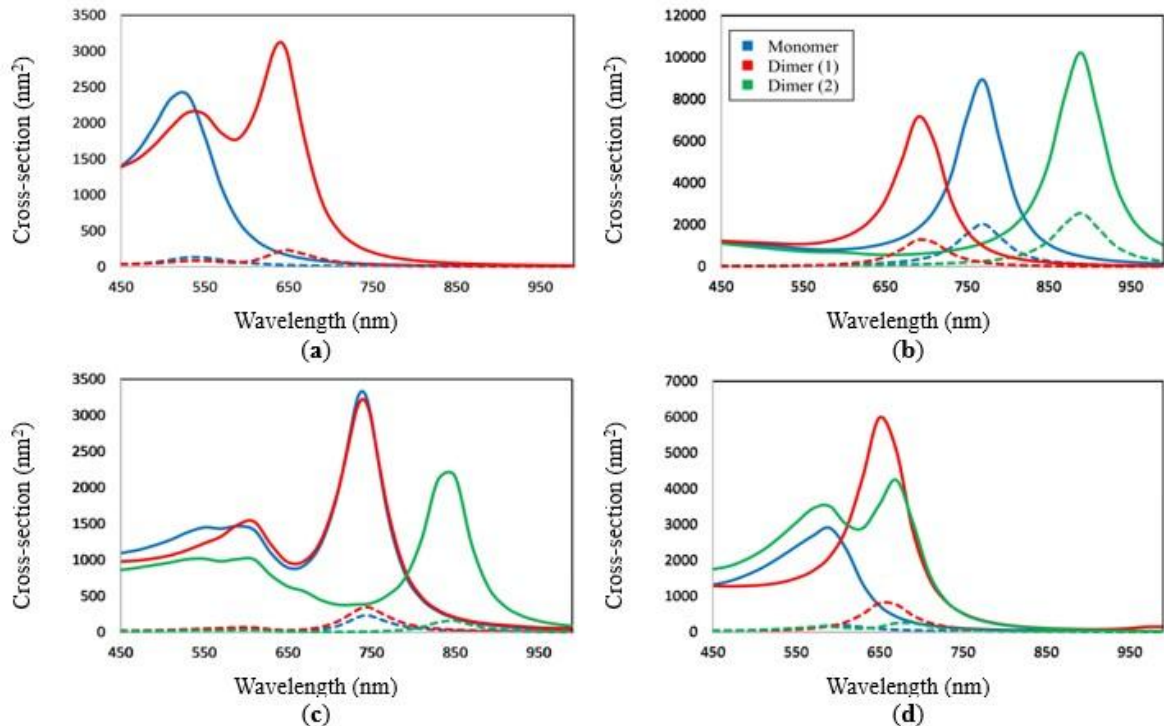 Cross-section (nm²)
3500
3000
2500
2000
1500
1000
500
0
450 550 650 750 850 950
Wavelength (nm)
(a)
Cross-section (nm²)
12000
10000
8000
6000
4000
2000
0
Monomer
Dimer (1)
Dimer (2)
450 550 650 750 850 950
Wavelength (nm)
(b)
Cross-section (nm²)
3500
3000
2500
2000
1500
1000
500
0
450 550 650 750 850 950
Wavelength (nm)
(c)
Cross-section (nm²)
7000
6000
5000
4000
3000
2000
1000
0
450 550 650 750 850 950
Wavelength (nm)
(d)